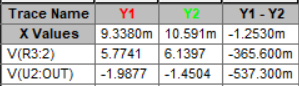 Trace Name Y1 Y2 Y1 - Y2
X Values 9.3380m 10.591m -1.2530m
V(R3:2) 5.7741 6.1397 -365.600m
V(U2:OUT) -1.9877 -1.4504 -537.300m